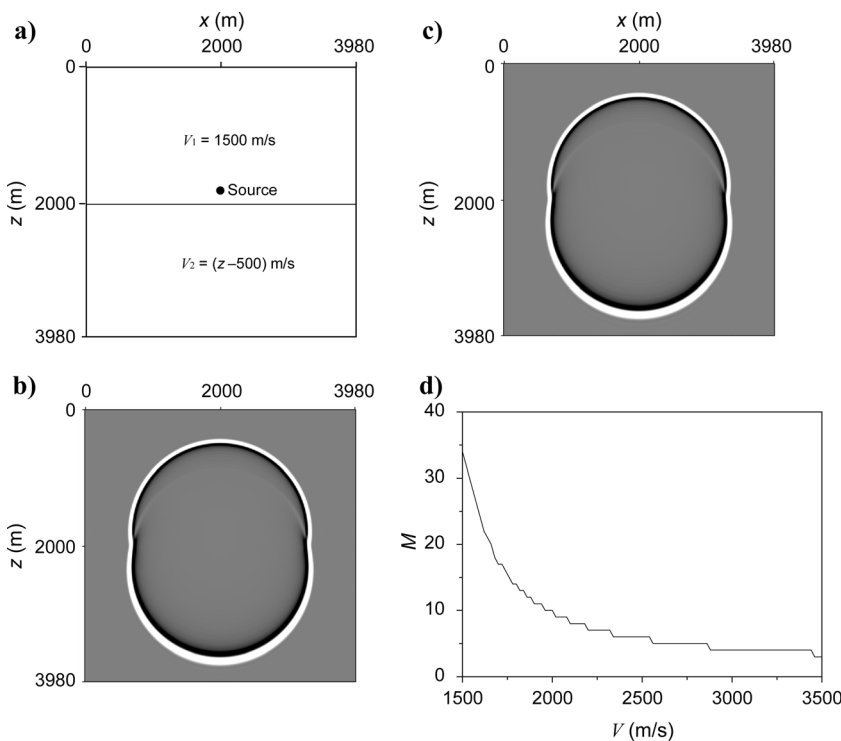 a)
x (m)
0 2000 3980
0
V1 = 1500 m/s
Source
2000
z (m)
V2 = (z –500) m/s
3980
b)
0 2000 3980
0
2000
z (m)
3980
c)
x (m)
0 2000 3980
0
2000
z (m)
3980
d)
40
30
20
10
0
M
1500 2000 2500 3000 3500
V (m/s)